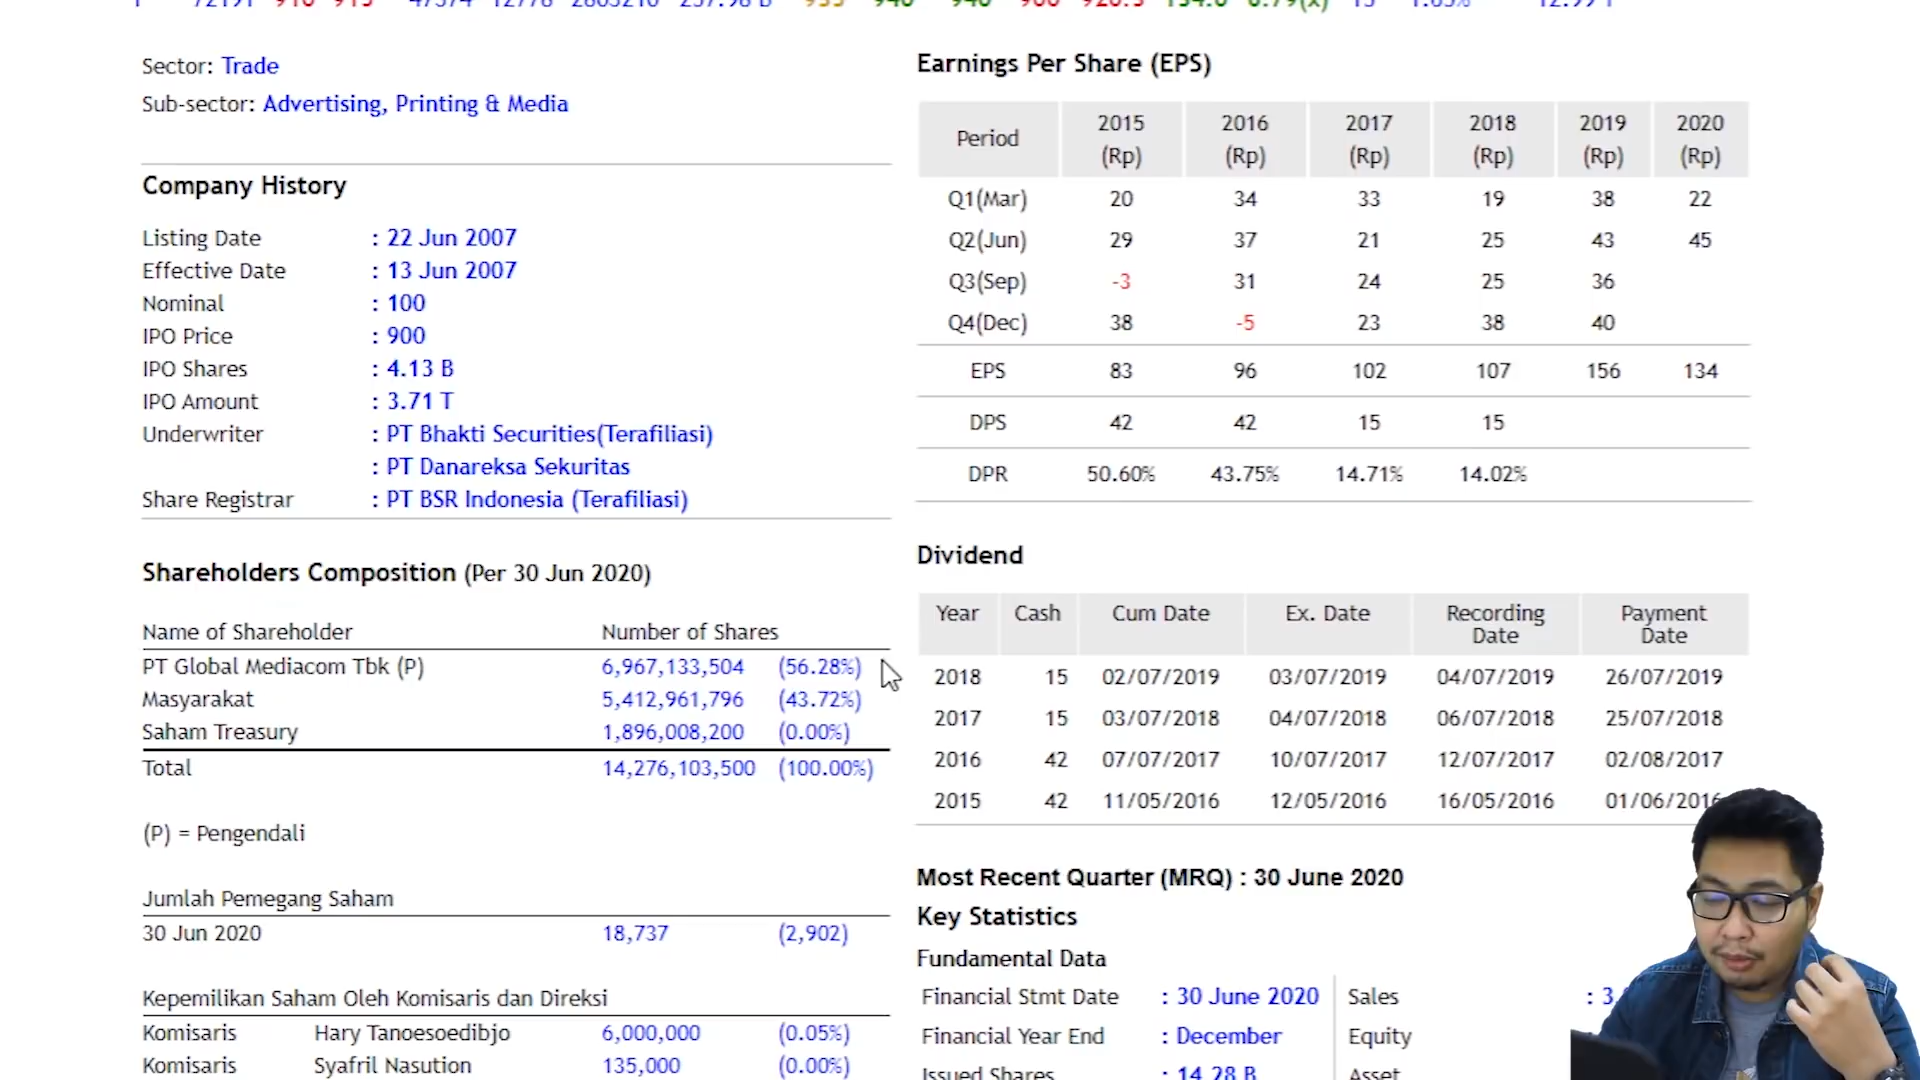 Sector: Trade
Sub-sector: Advertising, Printing & Media
Company History
Listing Date : 22 Jun 2007
Effective Date : 13 Jun 2007
Nominal : 100
IPO Price : 900
IPO Shares : 4.13 B
IPO Amount : 3.71 T
Underwriter : PT Bhakti Securities(Terafiliasi)
: PT Danareksa Sekuritas
Share Registrar : PT BSR Indonesia (Terafiliasi)
Shareholders Composition (Per 30 Jun 2020)
Name of Shareholder Number of Shares
PT Global Mediacom Tbk (P) 6,967,133,504 (56.28%)
Masyarakat 5,412,961,796 (43.72%)
Saham Treasury 1,896,008,200 (0.00%)
Total 14,276,103,500 (100.00%)
(P) = Pengendali
Jumlah Pemegang Saham
30 Jun 2020 18,737 (2,902)
Kepemilikan Saham Oleh Komisaris dan Direksi
Komisaris Hary Tanoesoedibjo 6,000,000 (0.05%)
Komisaris Syafril Nasution 135,000 (0.00%)
Earnings Per Share (EPS)
Period 2015 (Rp) 2016 (Rp) 2017 (Rp) 2018 (Rp) 2019 (Rp) 2020 (Rp)
Q1(Mar) 20 34 33 19 38 22
Q2(Jun) 29 37 21 25 43 45
Q3(Sep) -3 31 24 25 36
Q4(Dec) 38 -5 23 38 40
EPS 83 96 102 107 156 134
DPS 42 42 15 15
DPR 50.60% 43.75% 14.71% 14.02%
Dividend
Year Cash Cum Date Ex. Date Recording Date Payment Date
2018 15 02/07/2019 03/07/2019 04/07/2019 26/07/2019
2017 15 03/07/2018 04/07/2018 06/07/2018 25/07/2018
2016 42 07/07/2017 10/07/2017 12/07/2017 02/08/2017
2015 42 11/05/2016 12/05/2016 16/05/2016 01/06/2016
Most Recent Quarter (MRQ) : 30 June 2020
Key Statistics
Fundamental Data
Financial Stmt Date : 30 June 2020 Sales : 3.
Financial Year End : December Equity
Issued Shares : 14.28 B Asset